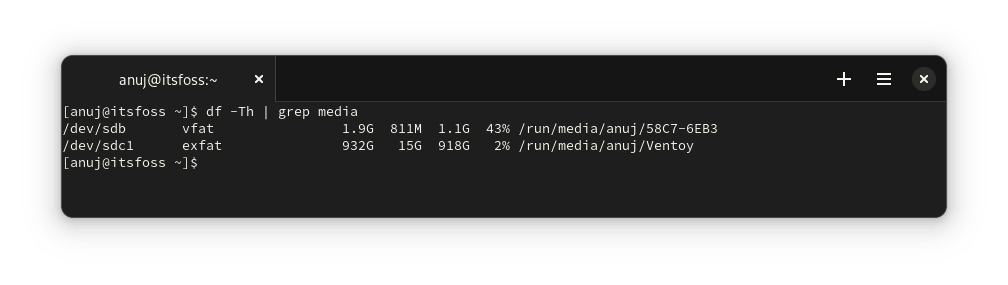 anuj@itsfoss:~
[anuj@itsfoss ~]$ df -Th | grep media
/dev/sdb       vfat                1.9G  811M  1.1G  43% /run/media/anuj/58C7-6EB3
/dev/sdc1      exfat               932G   15G  918G   2% /run/media/anuj/Ventoy
[anuj@itsfoss ~]$